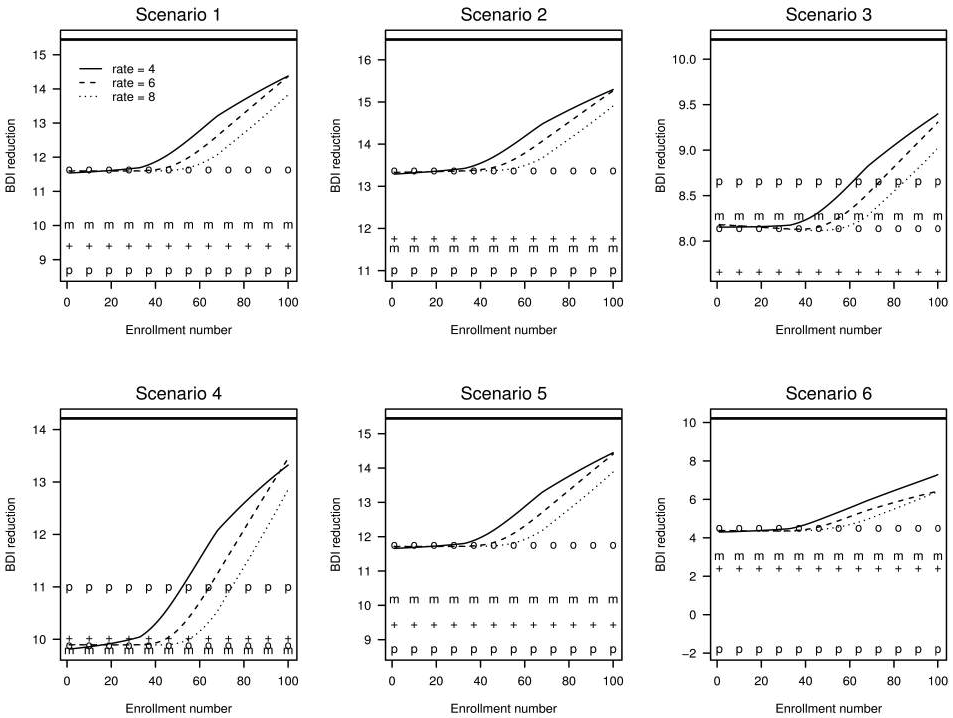 Scenario 1
BDI reduction
15
14
13
12
11
10
9
rate = 4
rate = 6
rate = 8
o o o o o o o o o o o o
m m m m m m m m m m m m
+ + + + + + + + + + + +
p p p p p p p p p p p p
0 20 40 60 80 100
Enrollment number
Scenario 2
BDI reduction
16
15
14
13
12
11
o o o o o o o o o o o o
+ + + + + + + + + + + +
m m m m m m m m m m m m
p p p p p p p p p p p p
0 20 40 60 80 100
Enrollment number
Scenario 3
BDI reduction
10.0
9.5
9.0
8.5
8.0
p p p p p p p p p p p p
m m m m m m m m m m m m
o o o o o o o o o o o o
+ + + + + + + + + + + +
0 20 40 60 80 100
Enrollment number
Scenario 4
BDI reduction
14
13
12
11
10
p p p p p p p p p p p p
+ + + + + + + + + + + +
o o o o o o o o o o o o
m m m m m m m m m m m m
0 20 40 60 80 100
Enrollment number
Scenario 5
BDI reduction
15
14
13
12
11
10
9
o o o o o o o o o o o o
m m m m m m m m m m m m
+ + + + + + + + + + + +
p p p p p p p p p p p p
0 20 40 60 80 100
Enrollment number
Scenario 6
BDI reduction
10
8
6
4
2
0
−2
o o o o o o o o o o o o
m m m m m m m m m m m m
+ + + + + + + + + + + +
p p p p p p p p p p p p
0 20 40 60 80 100
Enrollment number